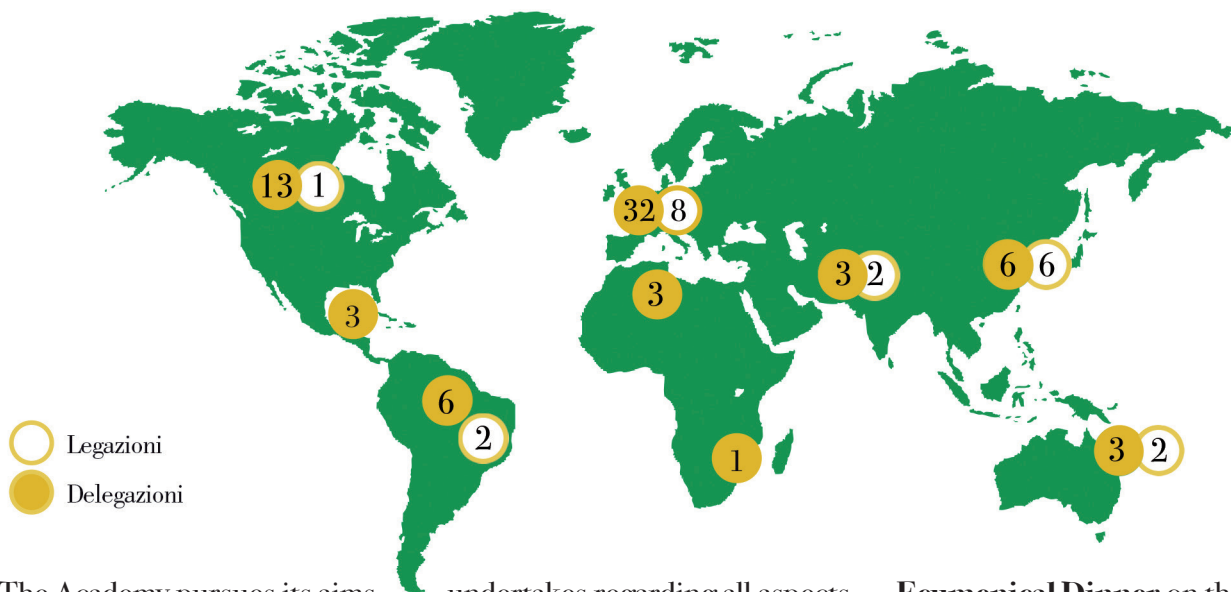 13 1
32 8
3 2
6 6
3
3
6
2
1
3 2
Legazioni
Delegazioni
The Academy pursues its aims
undertakes regarding all aspects
Ecumenical Dinner on th